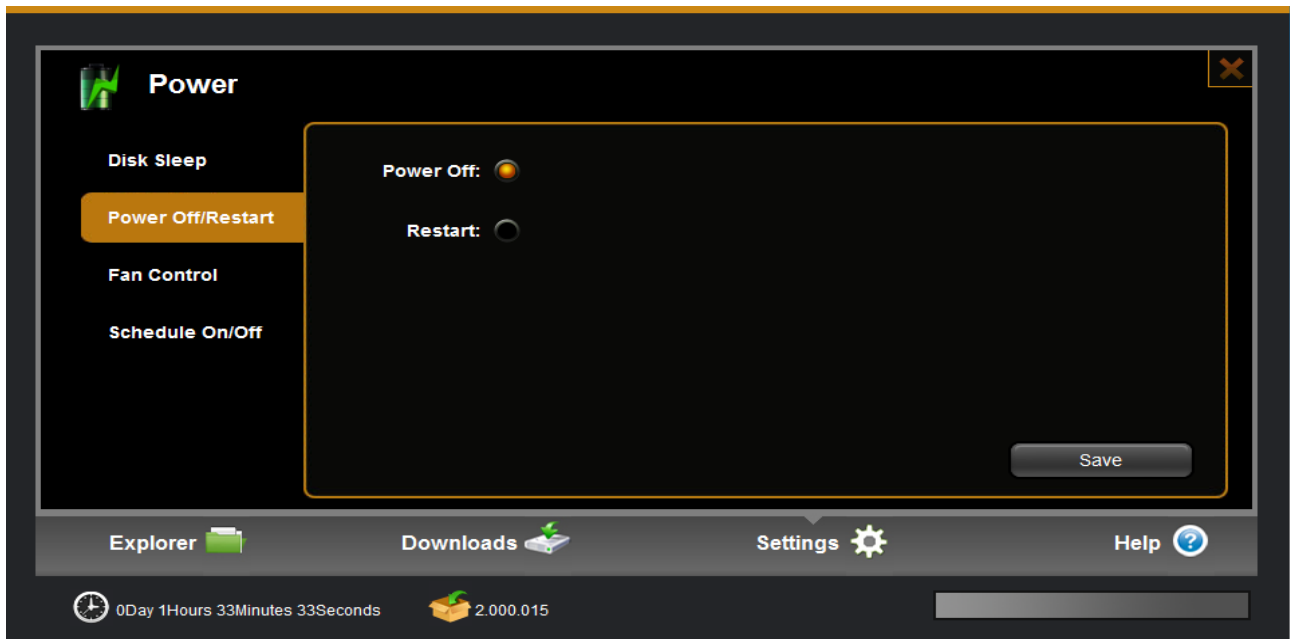 Power
Disk Sleep
Power Off/Restart
Fan Control
Schedule On/Off
Power Off:
Restart:
Save
Explorer
Downloads
Settings
Help
0Day 1Hours 33Minutes 33Seconds
2.000.015